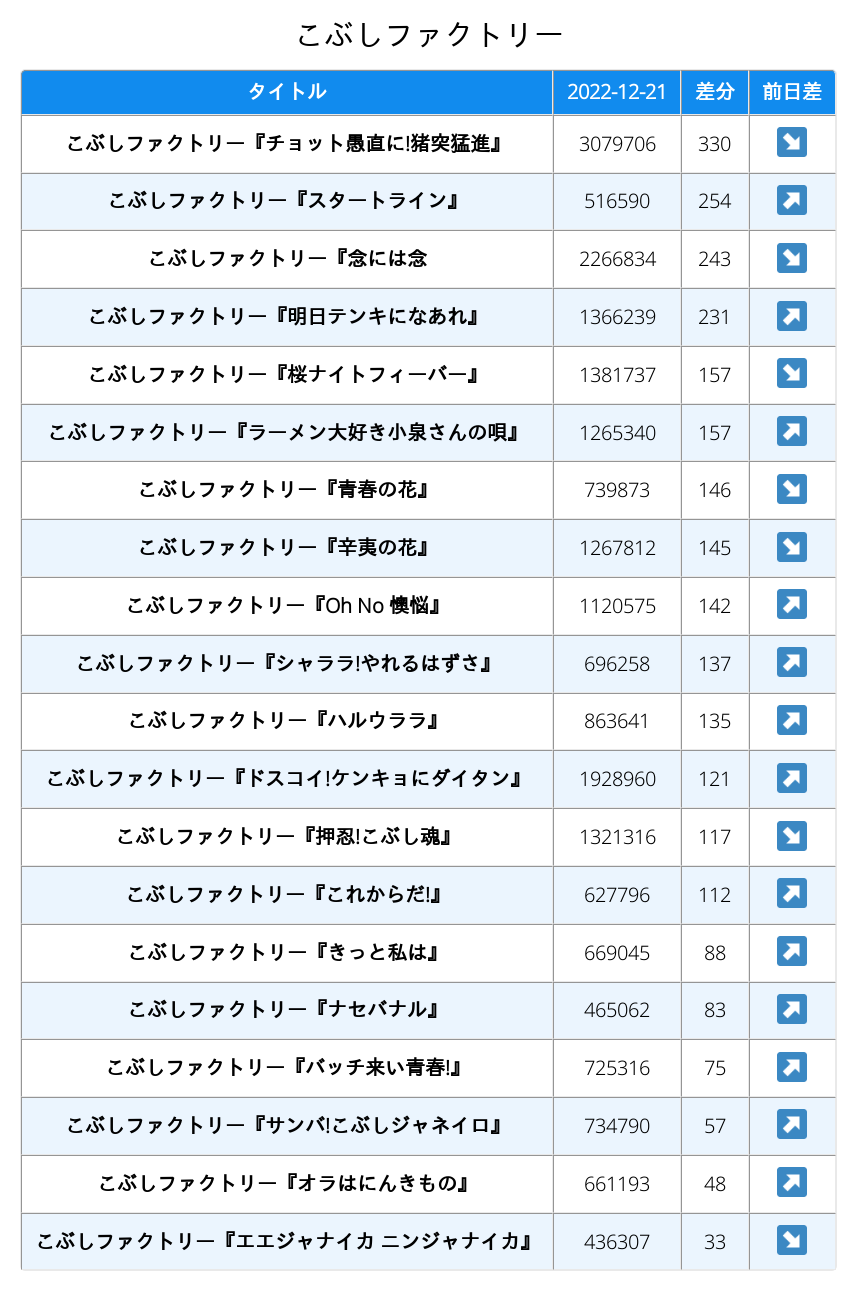 こぶしファクトリー
タイトル 2022-12-21 差分 前日差
こぶしファクトリー『チョット愚直に!猪突猛進』 3079706 330 ↘
こぶしファクトリー『スタートライン』 516590 254 ↗
こぶしファクトリー『念には念 2266834 243 ↘
こぶしファクトリー『明日テンキになあれ』 1366239 231 ↗
こぶしファクトリー『桜ナイトフィーバー』 1381737 157 ↘
こぶしファクトリー『ラーメン大好き小泉さんの唄』 1265340 157 ↗
こぶしファクトリー『青春の花』 739873 146 ↘
こぶしファクトリー『辛夷の花』 1267812 145 ↘
こぶしファクトリー『Oh No 懊悩』 1120575 142 ↗
こぶしファクトリー『シャララ!やれるはずさ』 696258 137 ↗
こぶしファクトリー『ハルウララ』 863641 135 ↗
こぶしファクトリー『ドスコイ!ケンキョにダイタン』 1928960 121 ↗
こぶしファクトリー『押忍!こぶし魂』 1321316 117 ↘
こぶしファクトリー『これからだ!』 627796 112 ↗
こぶしファクトリー『きっと私は』 669045 88 ↗
こぶしファクトリー『ナセバナル』 465062 83 ↗
こぶしファクトリー『バッチ来い青春!』 725316 75 ↗
こぶしファクトリー『サンバ!こぶしジャネイロ』 734790 57 ↗
こぶしファクトリー『オラはにんきもの』 661193 48 ↗
こぶしファクトリー『エエジャナイカ ニンジャナイカ』 436307 33 ↘